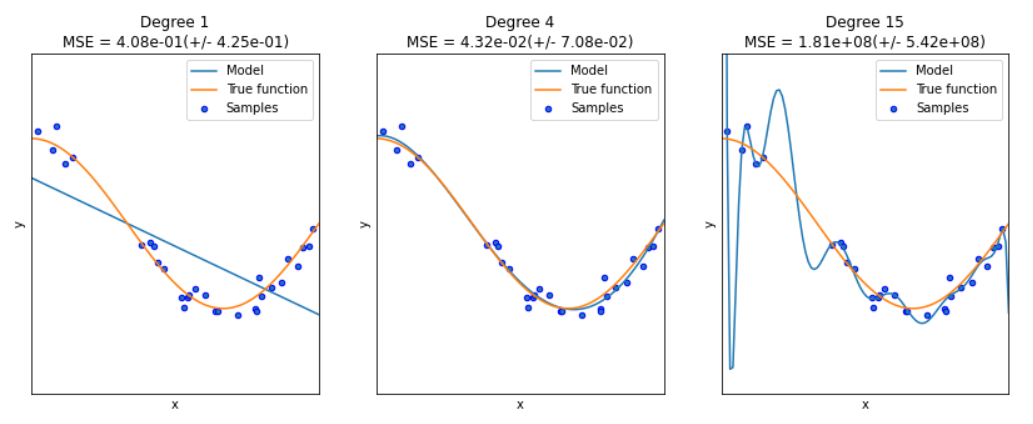 Degree 1
MSE = 4.08e-01(+/- 4.25e-01)
Model
True function
Samples
y
x
Degree 4
MSE = 4.32e-02(+/- 7.08e-02)
Model
True function
Samples
y
x
Degree 15
MSE = 1.81e+08(+/- 5.42e+08)
Model
True function
Samples
y
x